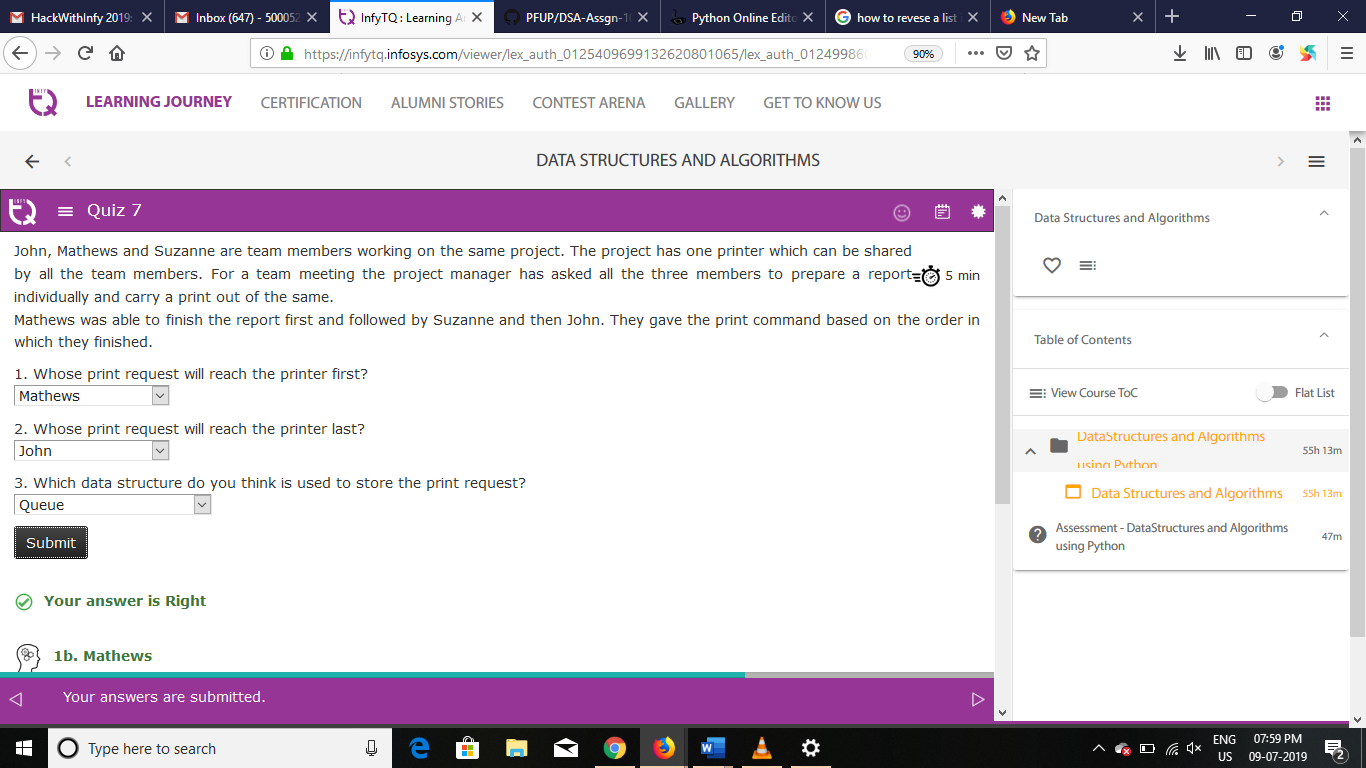 HackWithInfy 2019:
Inbox (647) - 500052
InfyTQ : Learning A
PFUP/DSA-Assgn-10
Python Online Edito
how to revese a list
New Tab
https://infytq.infosys.com/viewer/lex_auth_0125409699132620801065/lex_auth_01249986
90%
INFY TQ
LEARNING JOURNEY
CERTIFICATION
ALUMNI STORIES
CONTEST ARENA
GALLERY
GET TO KNOW US
DATA STRUCTURES AND ALGORITHMS
INFY TQ
Quiz 7
John, Mathews and Suzanne are team members working on the same project. The project has one printer which can be shared
by all the team members. For a team meeting the project manager has asked all the three members to prepare a report
5 min
individually and carry a print out of the same.
Mathews was able to finish the report first and followed by Suzanne and then John. They gave the print command based on the order in
which they finished.
1. Whose print request will reach the printer first?
Mathews
2. Whose print request will reach the printer last?
John
3. Which data structure do you think is used to store the print request?
Queue
Submit
Your answer is Right
1b. Mathews
Your answers are submitted.
Data Structures and Algorithms
Table of Contents
View Course ToC
Flat List
DataStructures and Algorithms
using Python
55h 13m
Data Structures and Algorithms
55h 13m
Assessment - DataStructures and Algorithms
using Python
47m
Type here to search
ENG
US
07:59 PM
09-07-2019
2